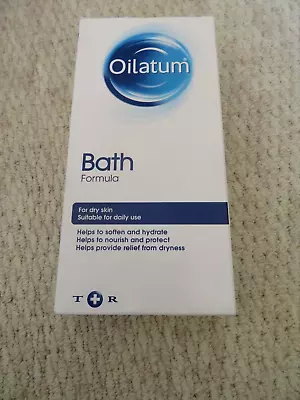 Oilatum®
Bath
Formula
For dry skin
Suitable for daily use
Helps to soften and hydrate
Helps to nourish and protect
Helps provide relief from dryness
T R